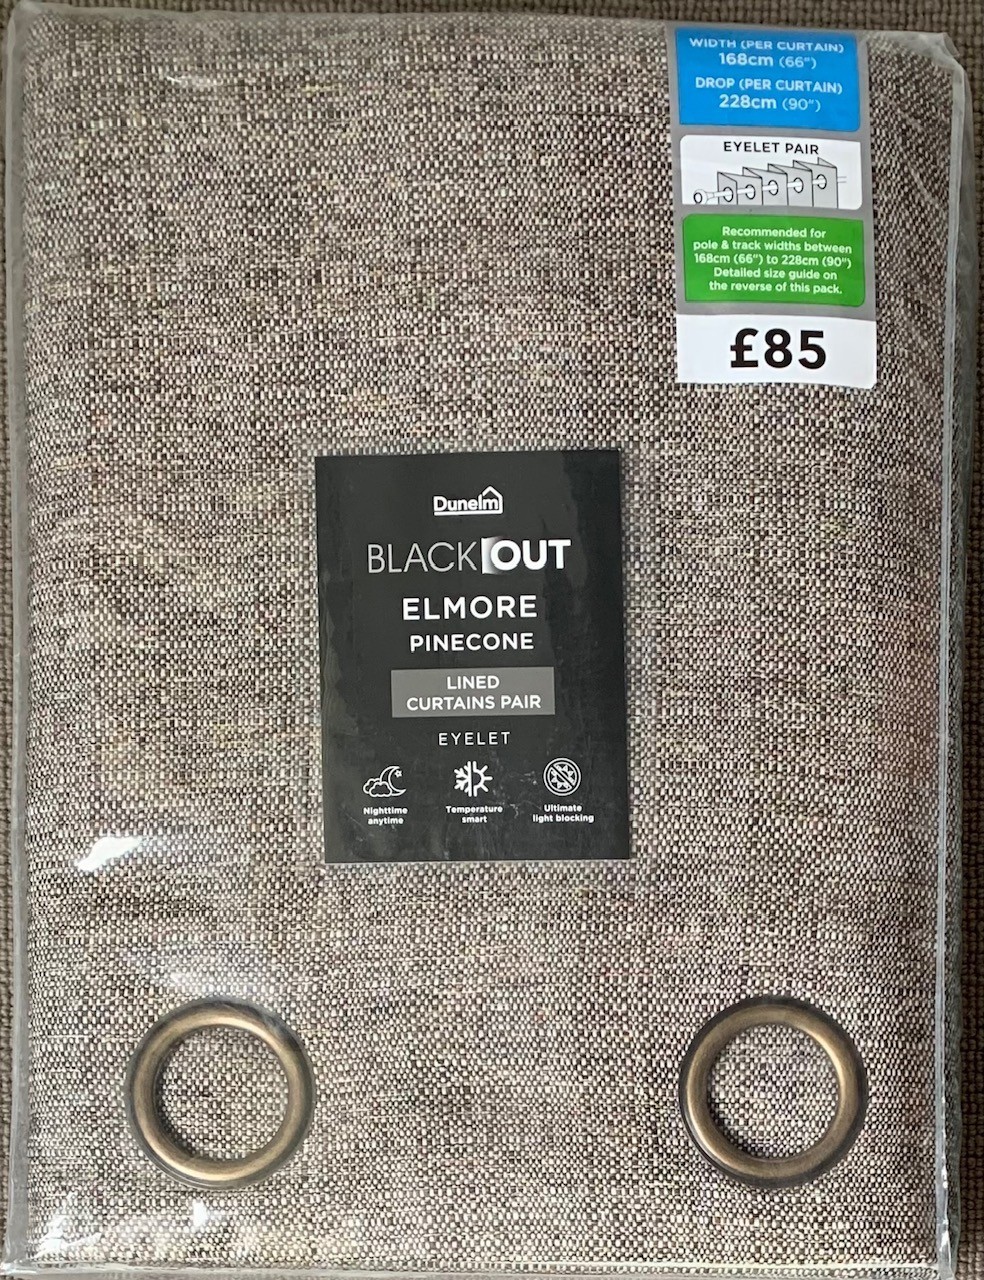 WIDTH (PER CURTAIN)
168cm (66")
DROP (PER CURTAIN)
228cm (90")
EYELET PAIR
Recommended for
pole & track widths between
168cm (66") to 228cm (90")
Detailed size guide on
the reverse of this pack.
£85
Dunelm
BLACKOUT
ELMORE
PINECONE
LINED
CURTAINS PAIR
EYELET
Nighttime
anytime
Temperature
smart
Ultimate
light blocking